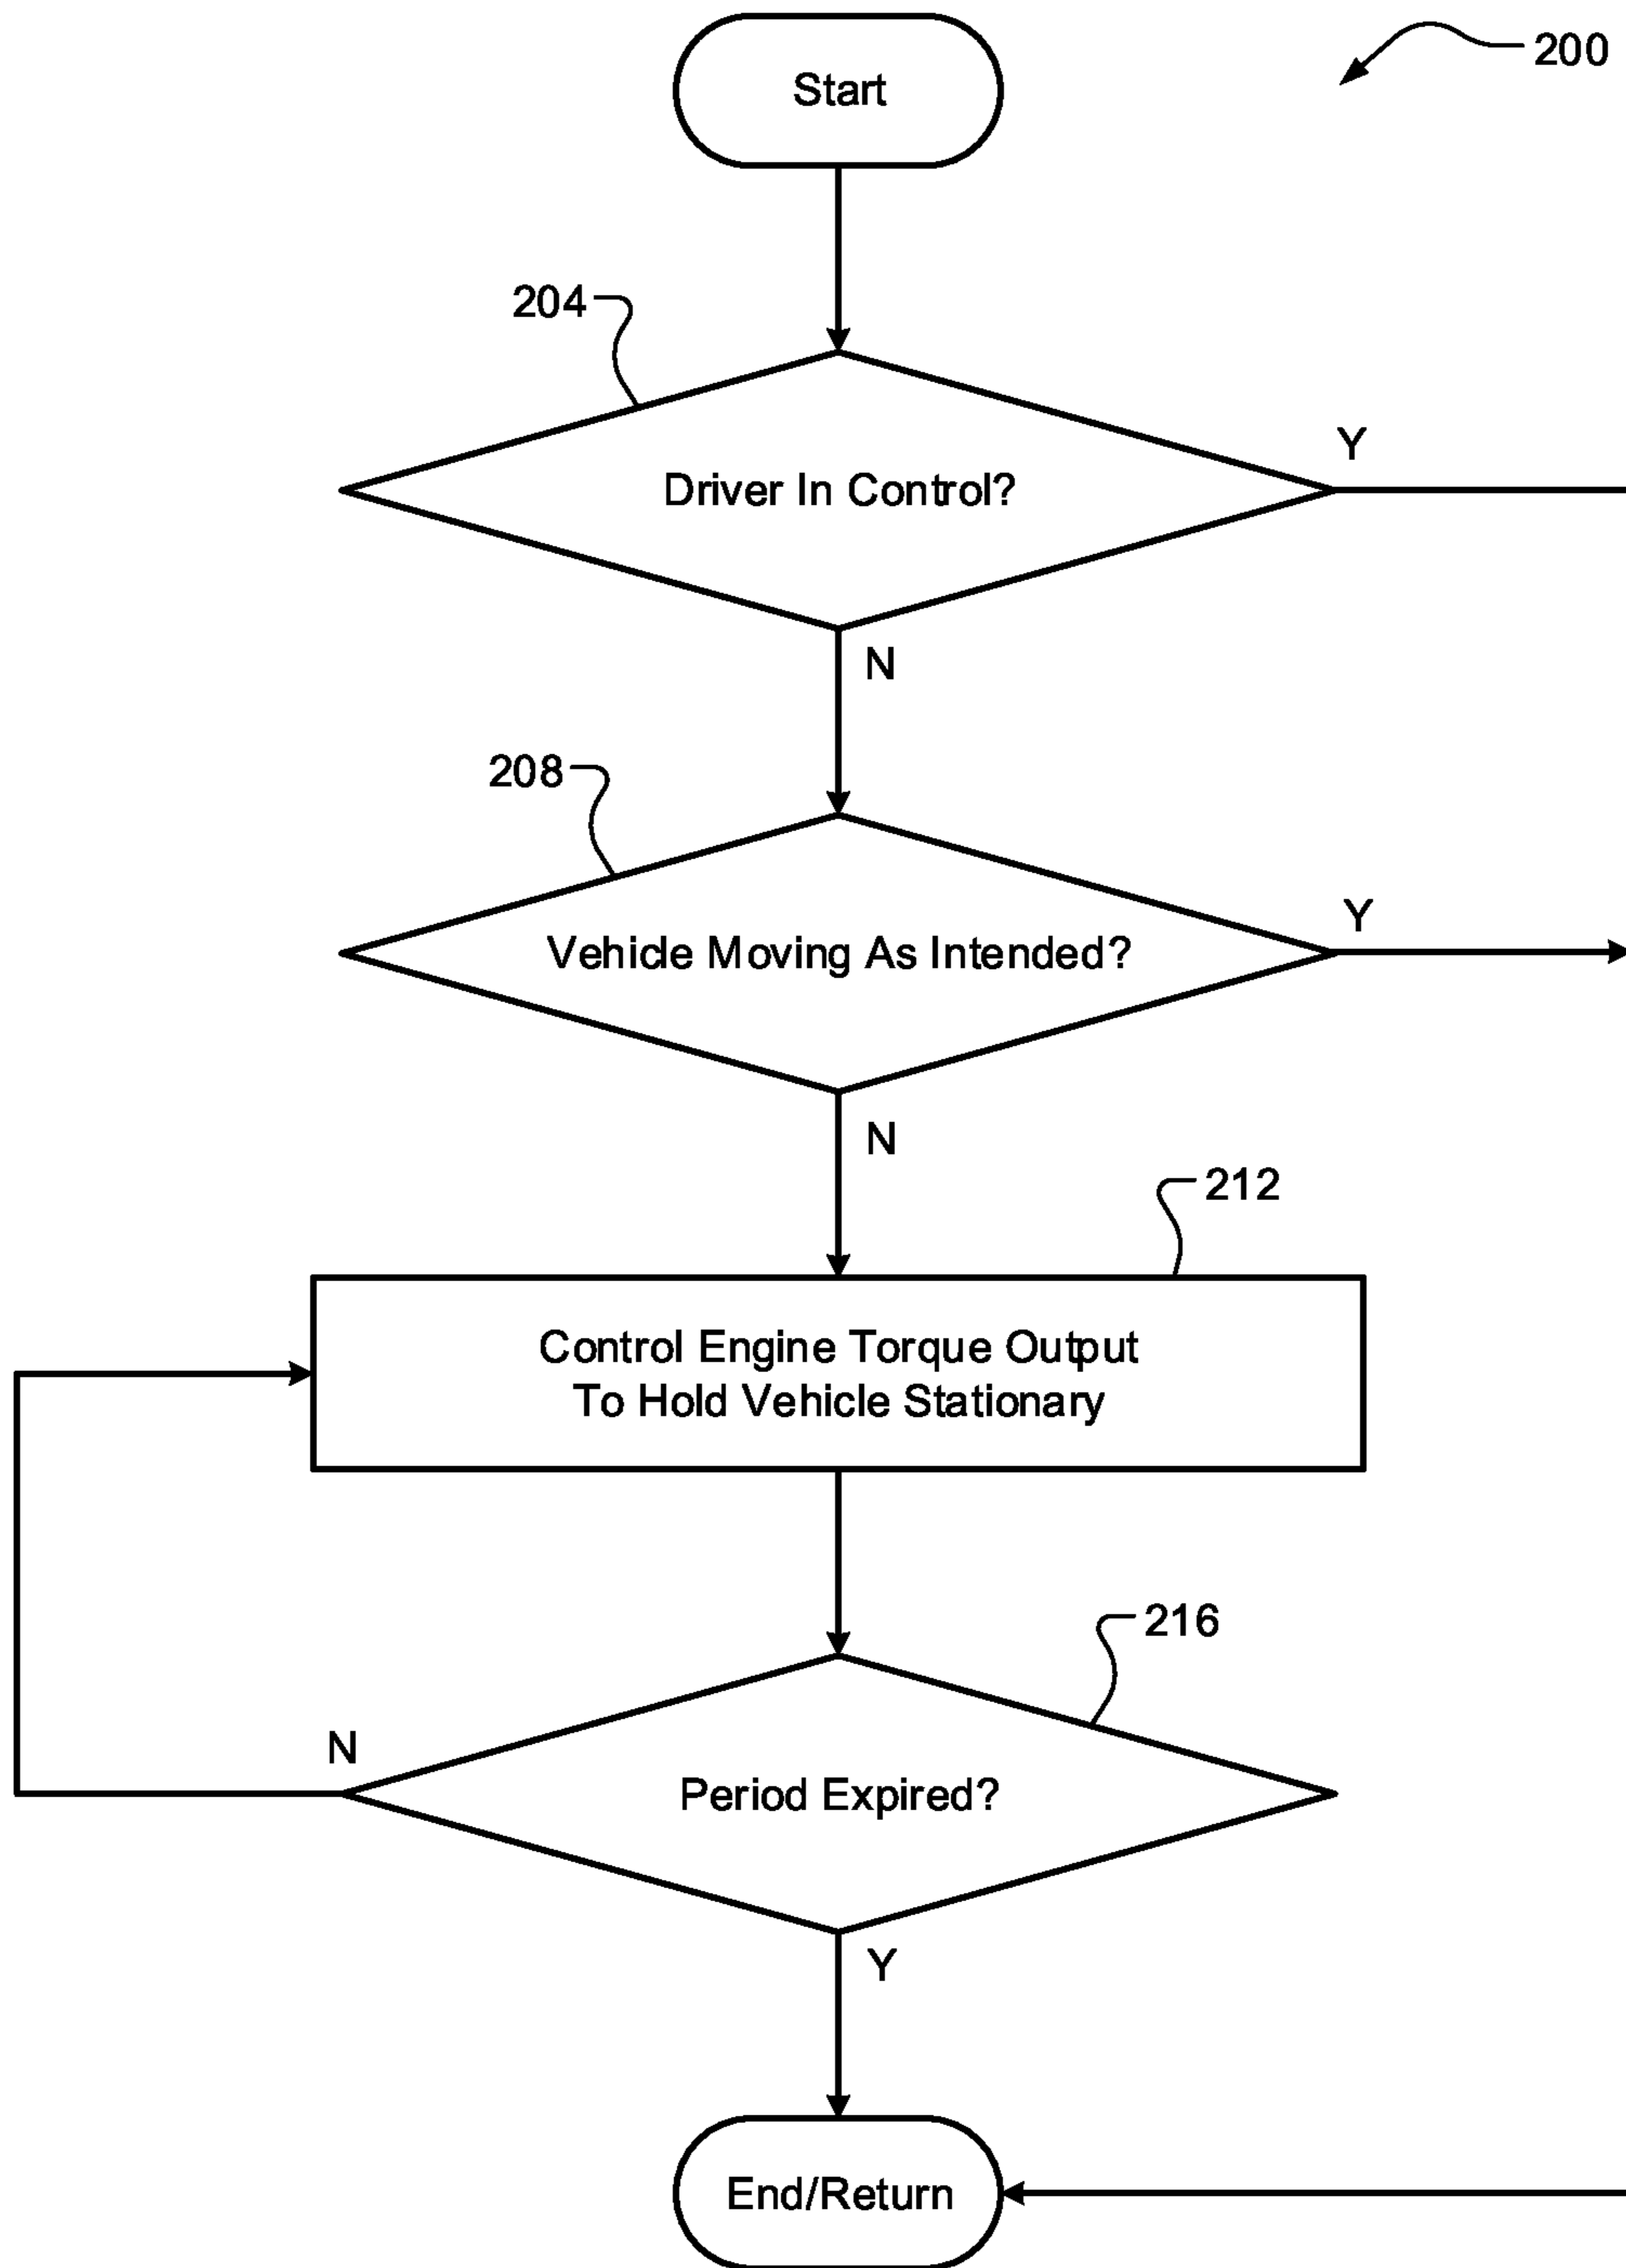 Start
200
204
Driver In Control?
Y
N
208
Vehicle Moving As Intended?
Y
N
212
Control Engine Torque Output
To Hold Vehicle Stationary
216
N
Period Expired?
Y
End/Return